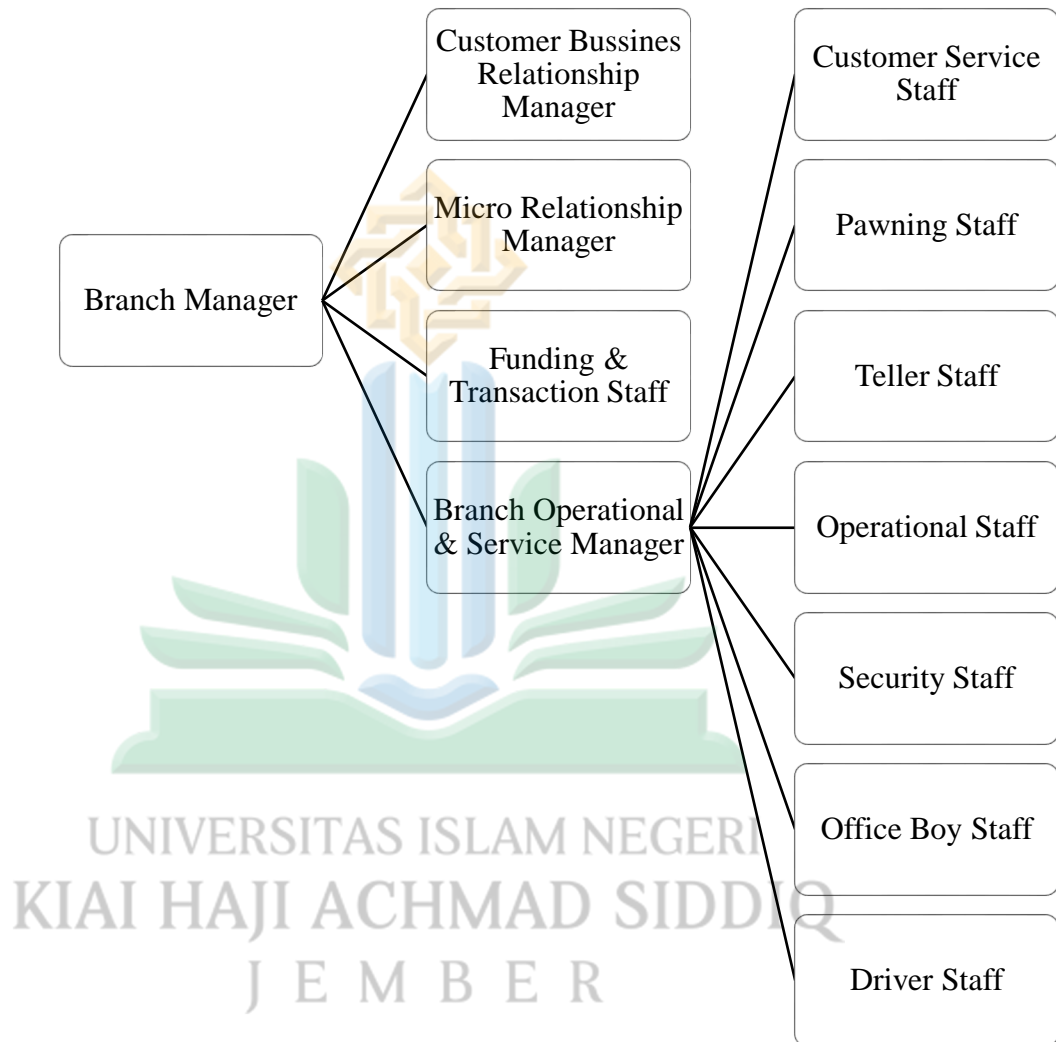 Branch Manager
Customer Bussines
Relationship
Manager
Micro Relationship
Manager
Funding &
Transaction Staff
Branch Operational
& Service Manager
Customer Service
Staff
Pawning Staff
Teller Staff
Operational Staff
Security Staff
Office Boy Staff
Driver Staff
UNIVERSITAS ISLAM NEGERI
KIAI HAJI ACHMAD SIDDIQ
JEMBER